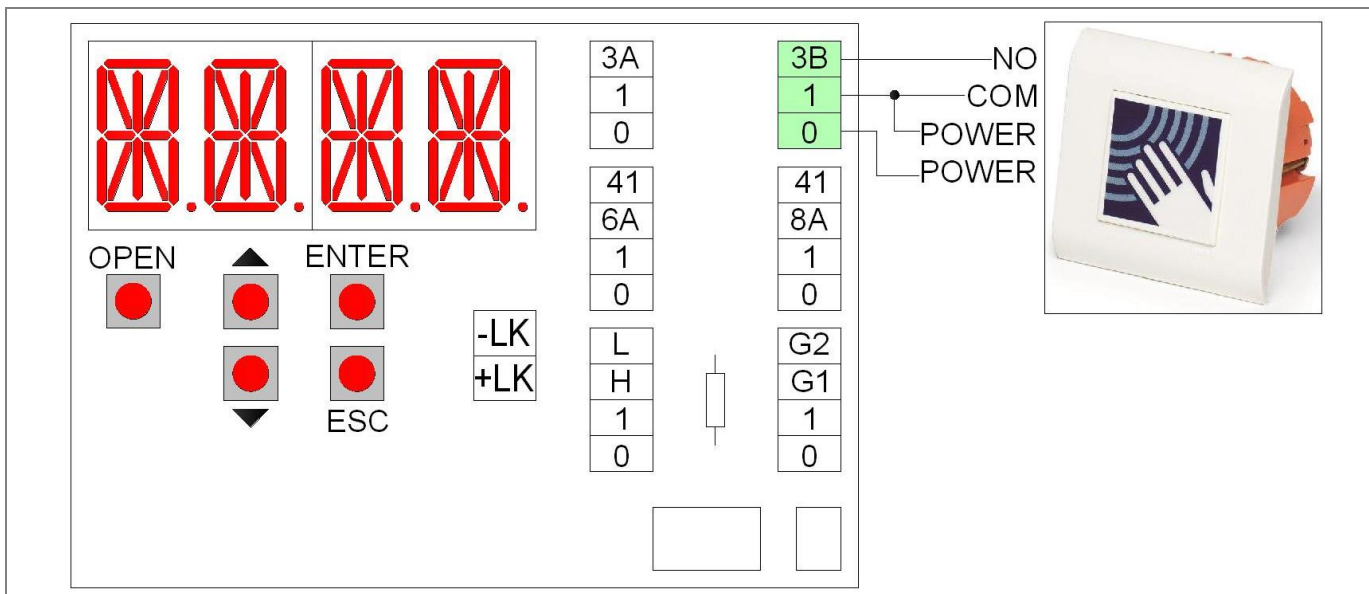 3A
1
0
3B
1
0
NO
COM
POWER
POWER
41
6A
1
0
41
8A
1
0
OPEN
ENTER
ESC
-LK
+LK
L
H
1
0
G2
G1
1
0